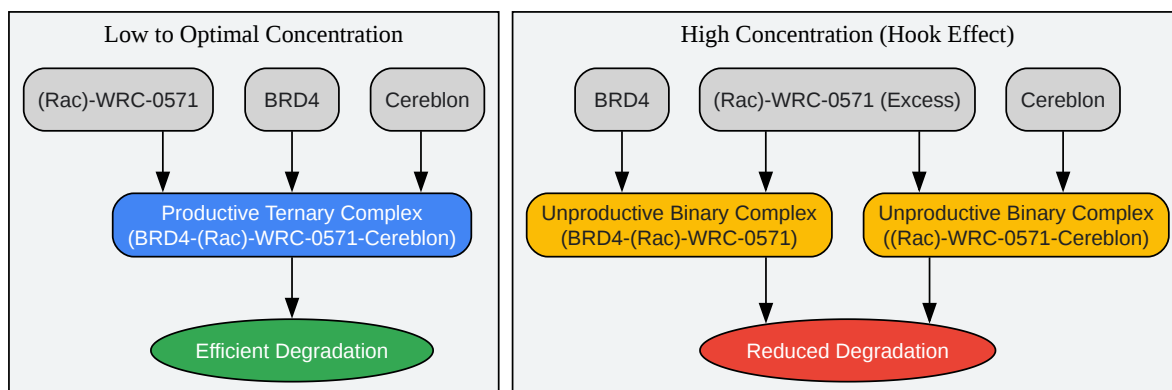 Low to Optimal Concentration
(Rac)-WRC-0571
BRD4
Cereblon
Productive Ternary Complex
(BRD4-(Rac)-WRC-0571-Cereblon)
Efficient Degradation
High Concentration (Hook Effect)
BRD4
(Rac)-WRC-0571 (Excess)
Cereblon
Unproductive Binary Complex
(BRD4-(Rac)-WRC-0571)
Unproductive Binary Complex
((Rac)-WRC-0571-Cereblon)
Reduced Degradation